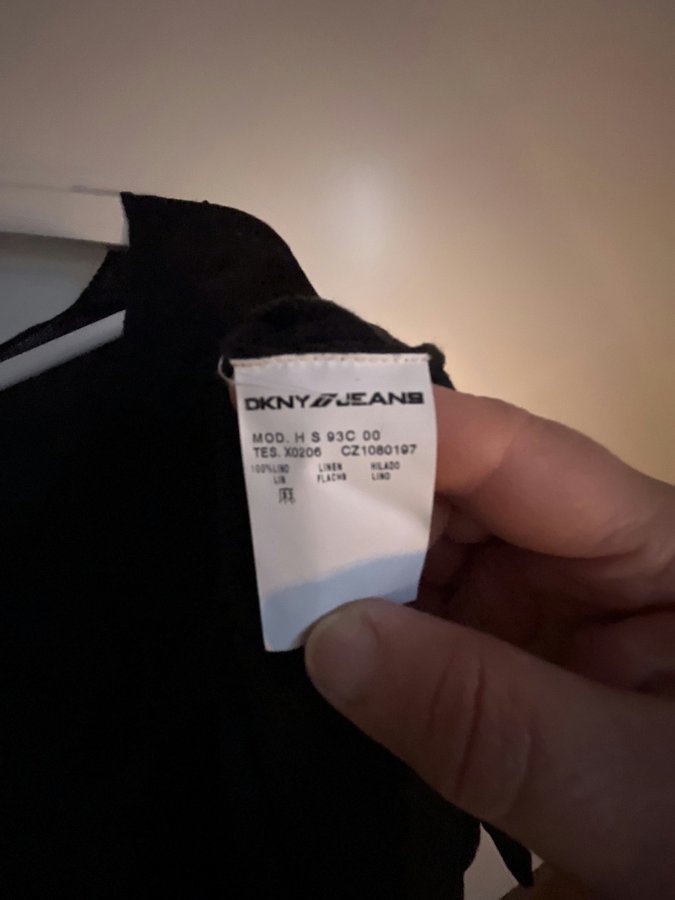 DKNY JEANS
MOD. H S 93C 00
TES. X0206 CZ1080197
100%LINO LINEN HILADO
LIN FLACHS LINO